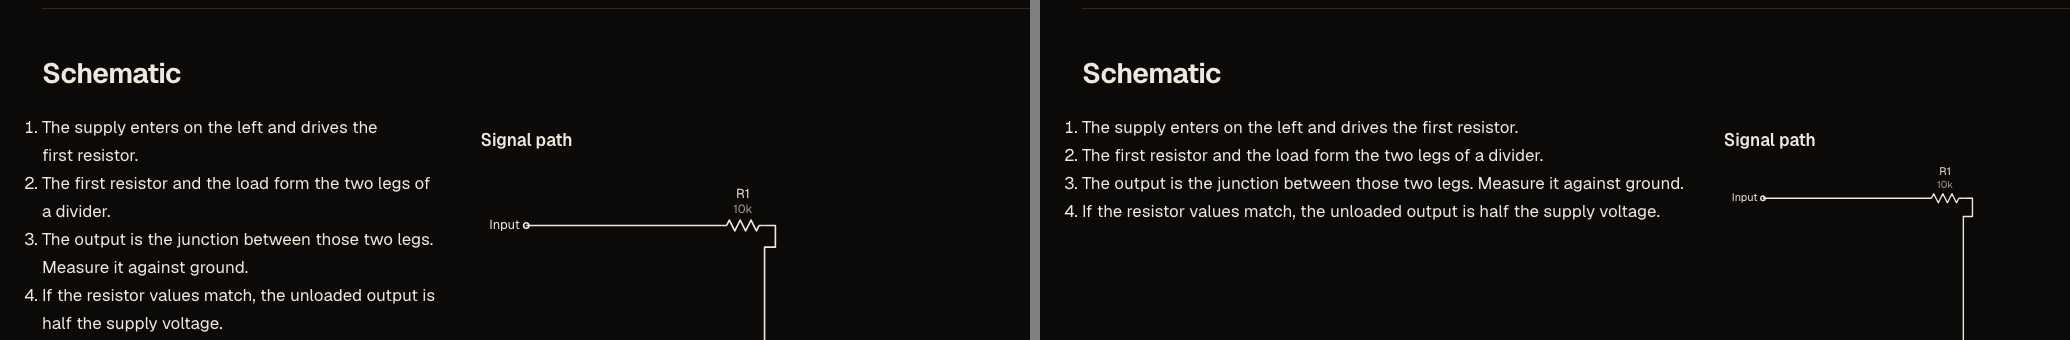 Schematic
1. The supply enters on the left and drives the
first resistor.
2. The first resistor and the load form the two legs of
a divider.
3. The output is the junction between those two legs.
Measure it against ground.
4. If the resistor values match, the unloaded output is
half the supply voltage.
Signal path
R1
10k
Input
Schematic
1. The supply enters on the left and drives the first resistor.
2. The first resistor and the load form the two legs of a divider.
3. The output is the junction between those two legs. Measure it against ground.
4. If the resistor values match, the unloaded output is half the supply voltage.
Signal path
R1
10k
Input